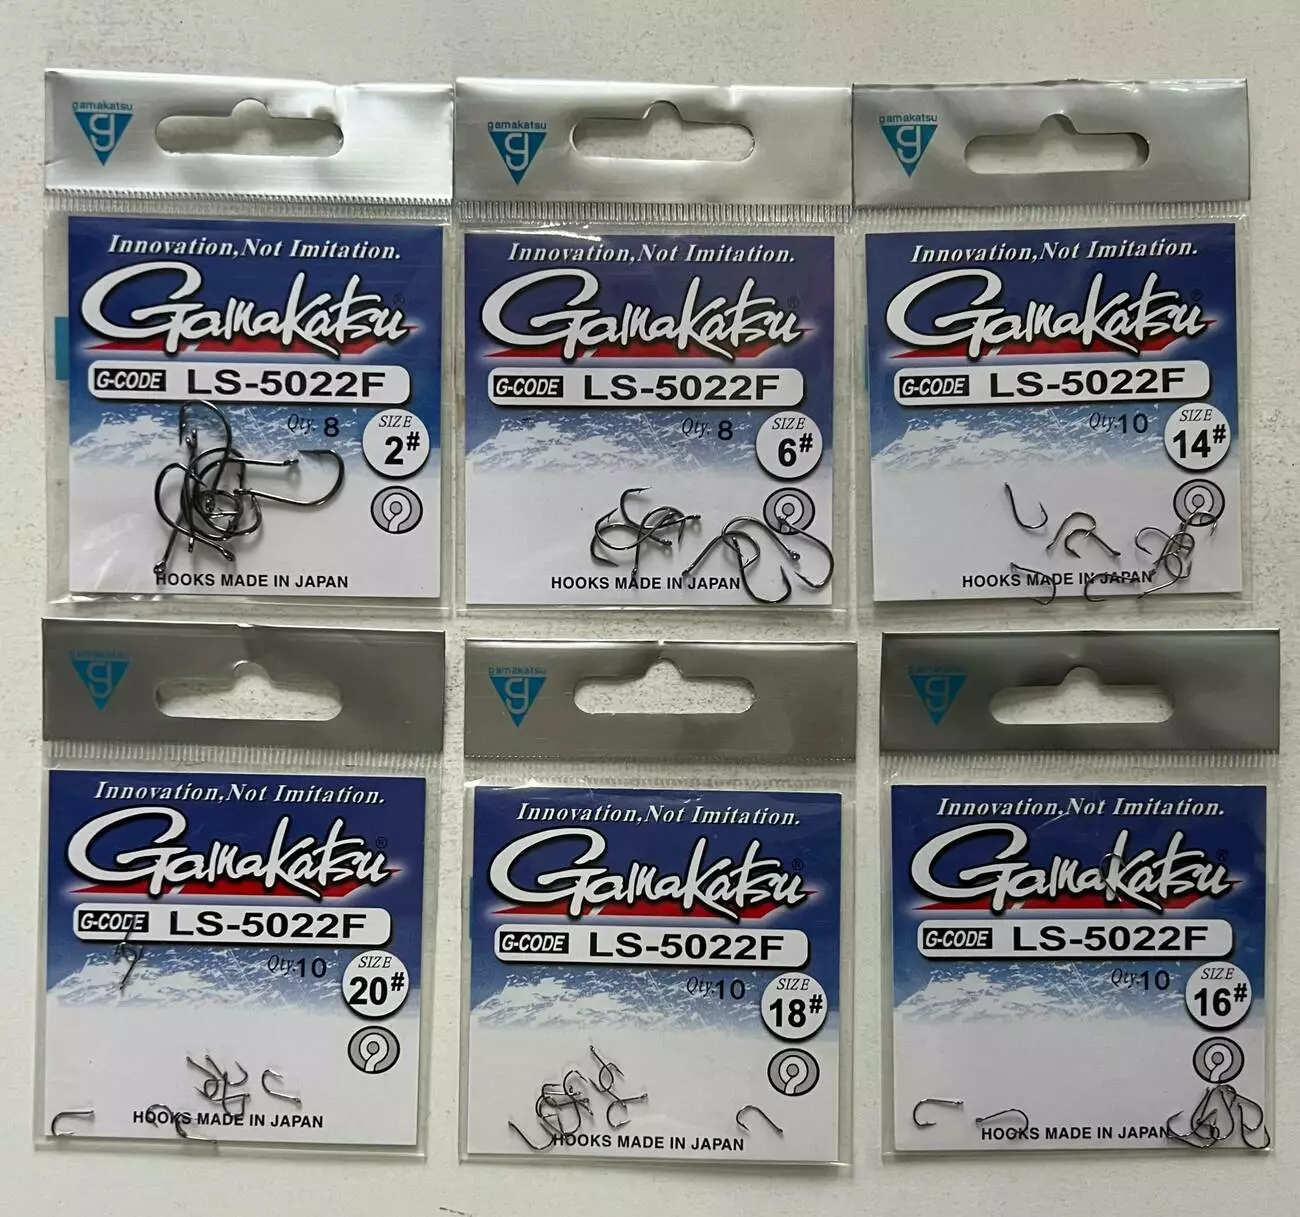 gamakatsu
Innovation,Not Imitation.
Gamakatsu®
G-CODE LS-5022F
Qty. 8
SIZE
2#
HOOKS MADE IN JAPAN
gamakatsu
Innovation,Not Imitation.
Gamakatsu®
G-CODE LS-5022F
Qty. 8
SIZE
6#
HOOKS MADE IN JAPAN
gamakatsu
Innovation,Not Imitation.
Gamakatsu®
G-CODE LS-5022F
Qty.10
SIZE
14#
HOOKS MADE IN JAPAN
gamakatsu
Innovation,Not Imitation.
Gamakatsu®
G-CODE LS-5022F
Qty.10
SIZE
20#
HOOKS MADE IN JAPAN
gamakatsu
Innovation,Not Imitation.
Gamakatsu®
G-CODE LS-5022F
Qty.10
SIZE
18#
HOOKS MADE IN JAPAN
gamakatsu
Innovation,Not Imitation.
Gamakatsu®
G-CODE LS-5022F
Qty.10
SIZE
16#
HOOKS MADE IN JAPAN